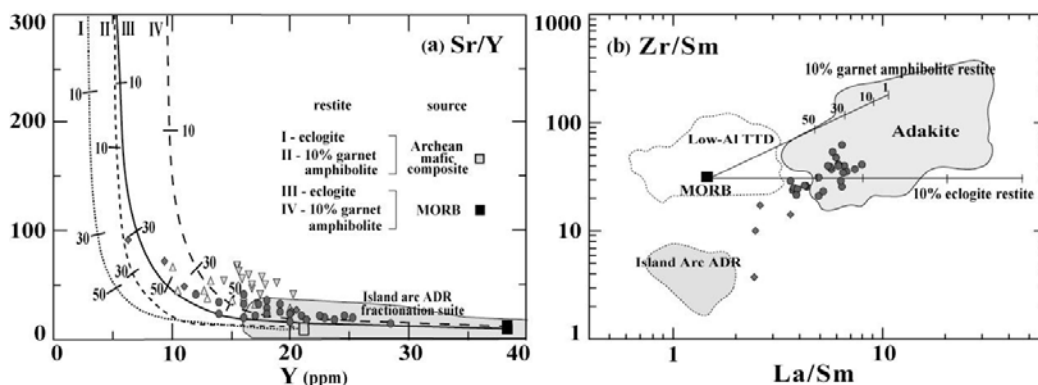 (a) Sr/Y
300
200
100
0
I
II
III
IV
10
10
10
10
30
30
30
30
50
50
50
50
restite source
I - eclogite
II - 10% garnet
amphibolite
Archean
mafic
composite
III - eclogite
IV - 10% garnet
amphibolite
MORB
Island arc ADR
fractionation suite
0 10 20 30 40
Y (ppm)
(b) Zr/Sm
1000
100
10
1
10% garnet amphibolite restite
50 30 10 1
Low-Al TTD
Adakite
MORB
10% eclogite restite
Island Arc ADR
1 10
La/Sm